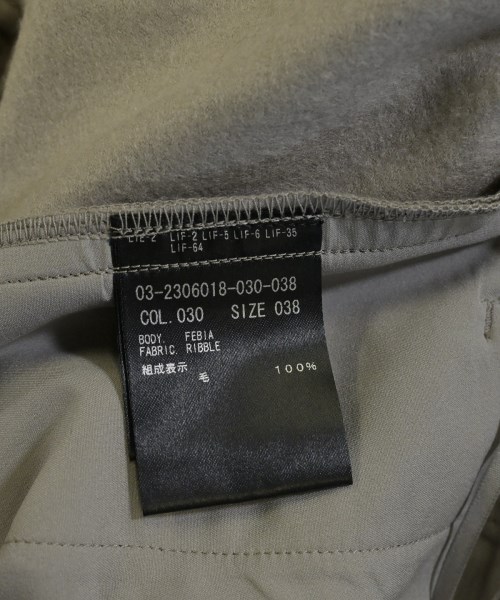 LIF-2 LIF-2 LIF-5 LIF-6 LIF-35
LIF-64
03-2306018-030-038
COL. 030 SIZE 038
BODY. FEBIA
FABRIC. RIBBLE
組成表示
毛 100%